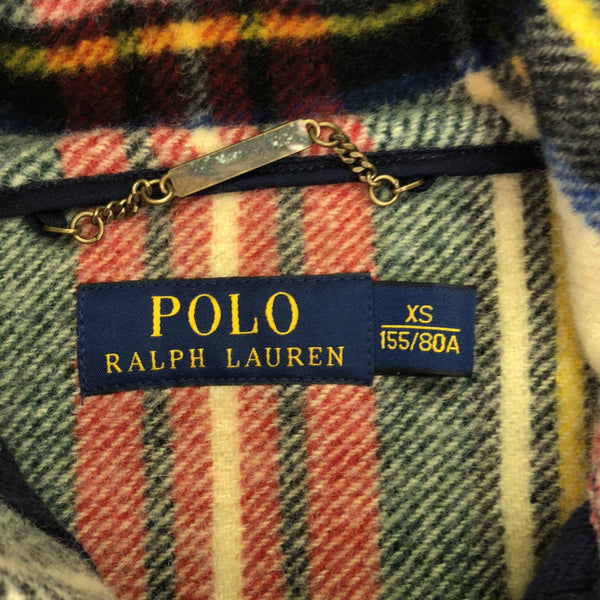 POLO
RALPH LAUREN
XS
155/80A